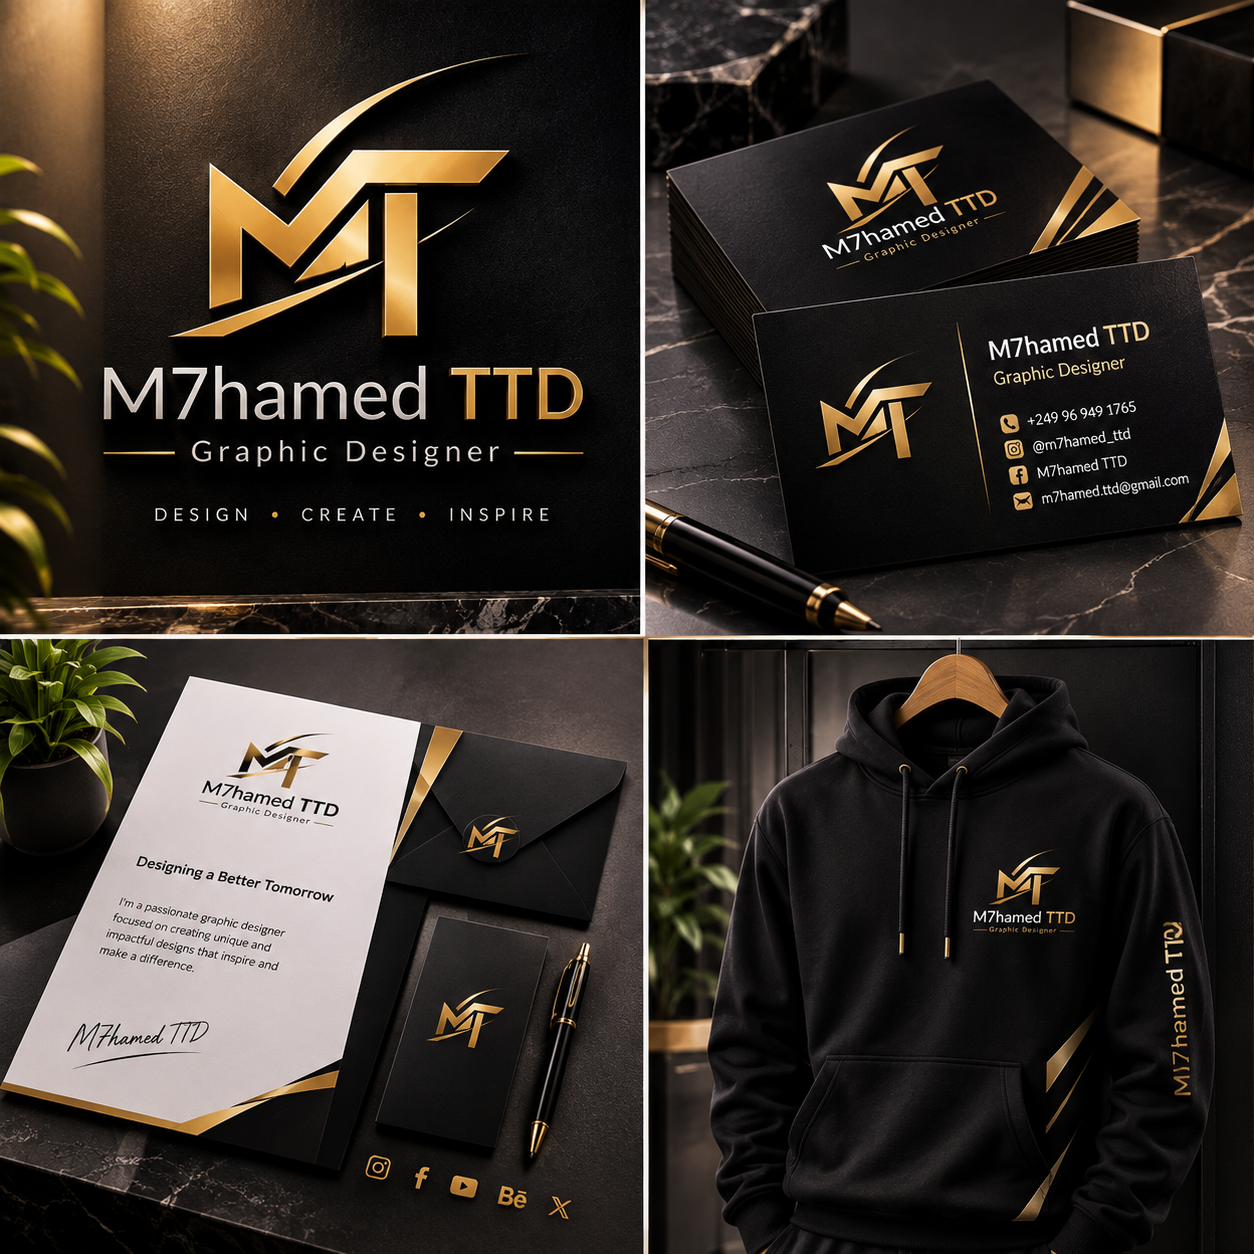 MT
M7hamed TTD
Graphic Designer
DESIGN • CREATE • INSPIRE
MT
M7hamed TTD
Graphic Designer
MT
M7hamed TTD
Graphic Designer
+249 96 949 1765
@m7hamed_ttd
M7hamed TTD
m7hamed.ttd@gmail.com
MT
M7hamed TTD
Graphic Designer
Designing a Better Tomorrow
I'm a passionate graphic designer
focused on creating unique and
impactful designs that inspire and
make a difference.
M7hamed TTD
MT
MT
Bē
MT
M7hamed TTD
Graphic Designer